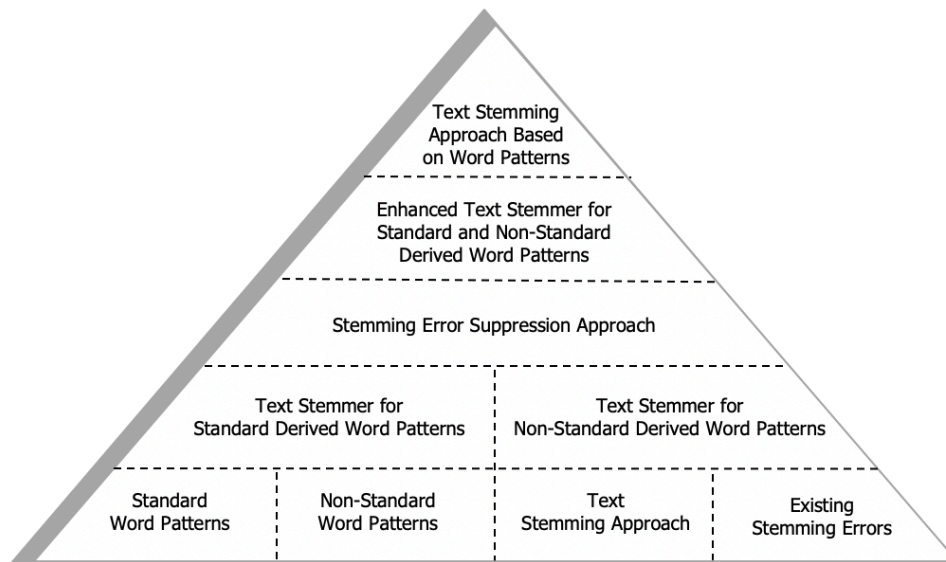 Text Stemming
Approach Based
on Word Patterns
Enhanced Text Stemmer for
Standard and Non-Standard
Derived Word Patterns
Stemming Error Suppression Approach
Text Stemmer for
Standard Derived Word Patterns
Text Stemmer for
Non-Standard Derived Word Patterns
Standard
Word Patterns
Non-Standard
Word Patterns
Text
Stemming Approach
Existing
Stemming Errors